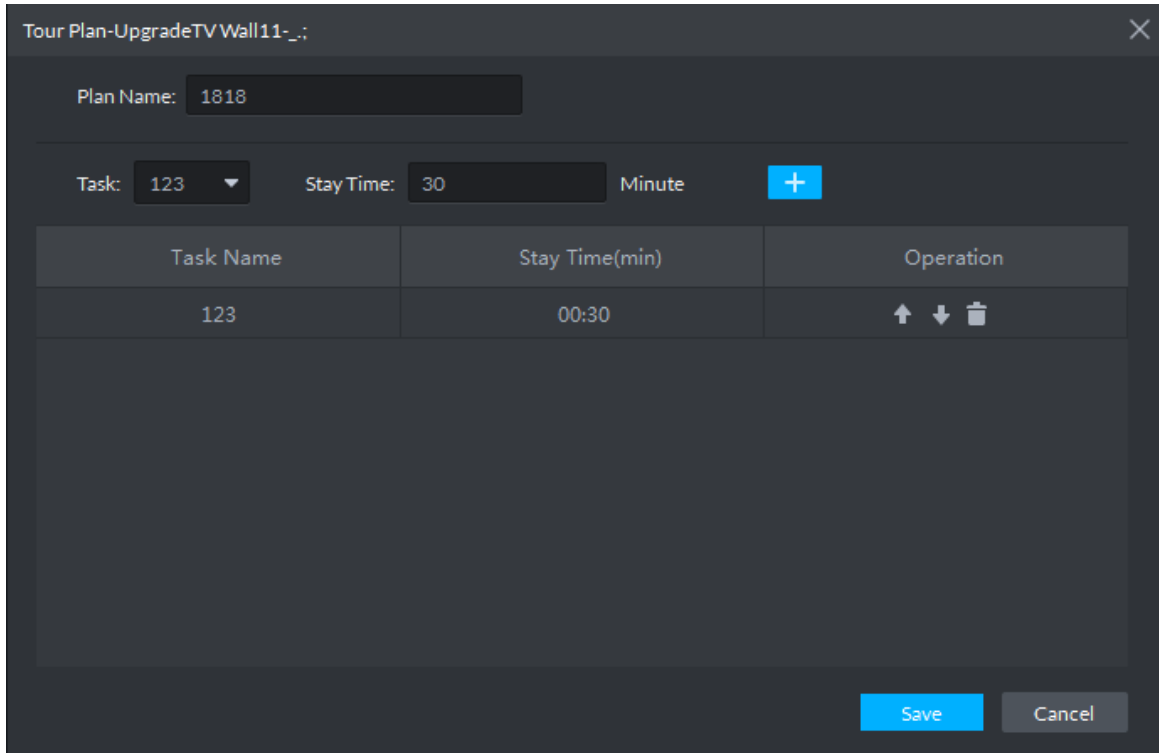 Tour Plan-UpgradeTV Wall11-_.;
Plan Name: 1818
Task: 123 Stay Time: 30 Minute
Task Name Stay Time(min) Operation
123 00:30
Save Cancel